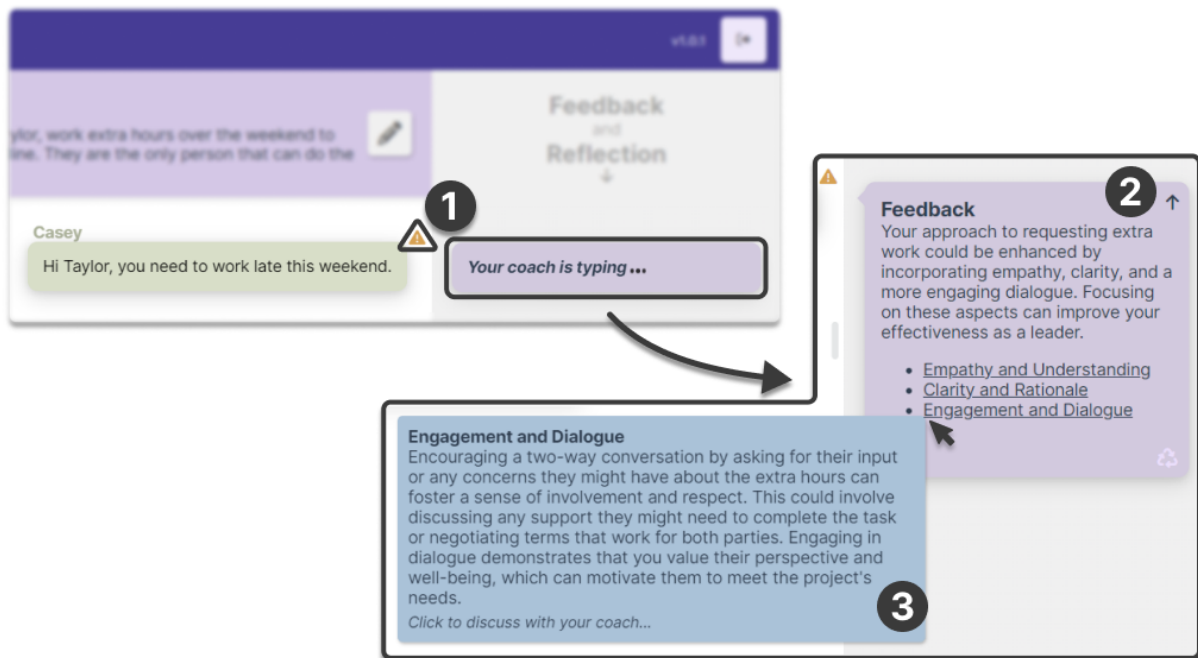 v1.0.1
Feedback
and
Reflection
ylor, work extra hours over the weekend to
ine. They are the only person that can do the
1
Casey
Hi Taylor, you need to work late this weekend.
Your coach is typing ...
2
Feedback
Your approach to requesting extra
work could be enhanced by
incorporating empathy, clarity, and a
more engaging dialogue. Focusing
on these aspects can improve your
effectiveness as a leader.
• Empathy and Understanding
• Clarity and Rationale
• Engagement and Dialogue
Engagement and Dialogue
Encouraging a two-way conversation by asking for their input
or any concerns they might have about the extra hours can
foster a sense of involvement and respect. This could involve
discussing any support they might need to complete the task
or negotiating terms that work for both parties. Engaging in
dialogue demonstrates that you value their perspective and
well-being, which can motivate them to meet the project's
needs.
Click to discuss with your coach...
3